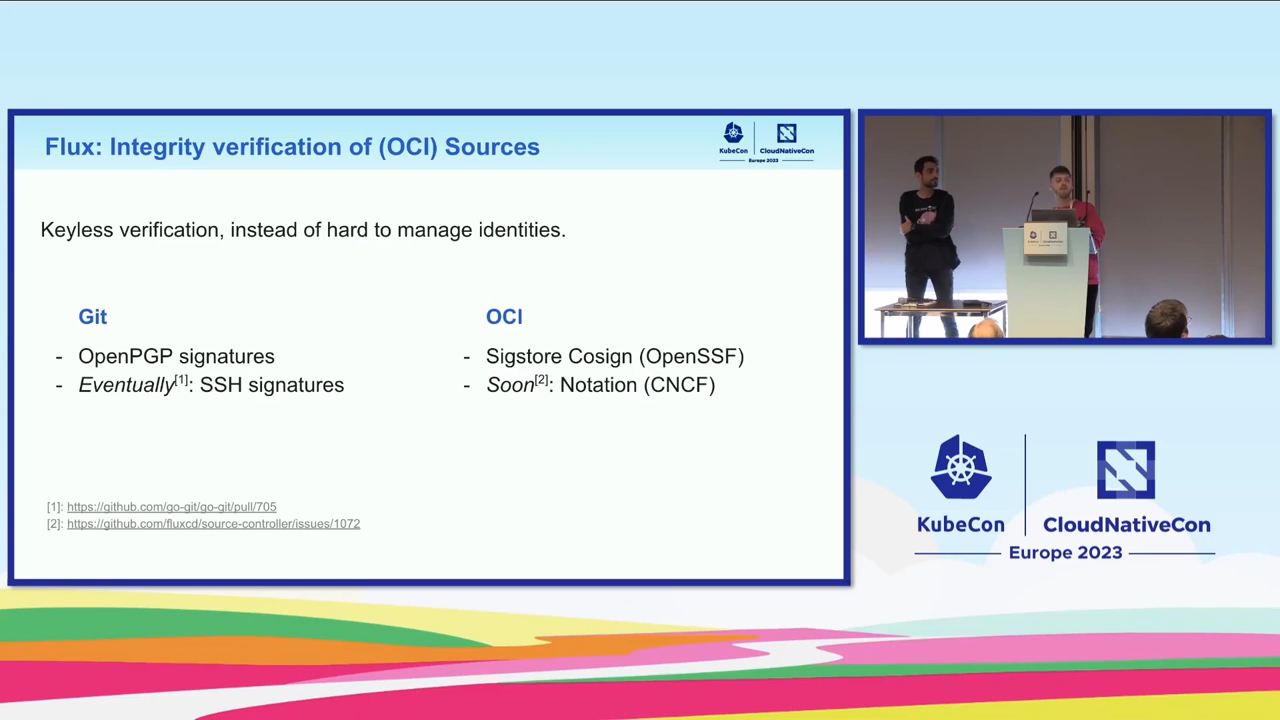 Flux: Integrity verification of (OCI) Sources
KubeCon
CloudNativeCon
Europe 2023
Keyless verification, instead of hard to manage identities.
Git
- OpenPGP signatures
- Eventually[1]: SSH signatures
OCI
- Sigstore Cosign (OpenSSF)
- Soon[2]: Notation (CNCF)
[1]: https://github.com/go-git/go-git/pull/705
[2]: https://github.com/fluxcd/source-controller/issues/1072
KubeCon
CloudNativeCon
Europe 2023